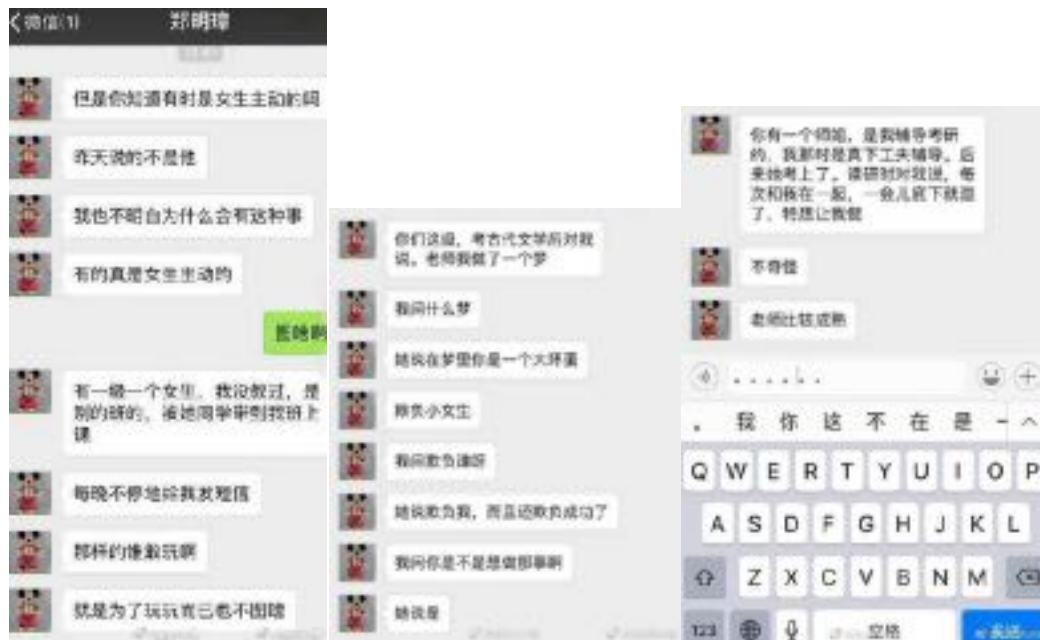 微信(1)
郑明璋
但是你知道有时是女生主动的吗
昨天说的不是他
我也不明白为什么会有这种事
有的真是女生主动的
图啥啊
有一级一个女生，我没教过，是
别的班的，被她同学带到我班上
课
每晚不停地给我发短信
那样的谁敢玩啊
就是为了玩玩而已也不图啥
你们这级，考古代文学后对我
说，老师我做了一个梦
我问什么梦
她说在梦里你是一个大坏蛋
欺负小女生
我问欺负谁呀
她说欺负我，而且还欺负成功了
我问你是不是想做那事啊
她说是
你有一个师姐，是我辅导考研
的，我那时是真下工夫辅导。后
来她考上了。读研时对我说，每
次和我在一起，一会儿底下就湿
了，特想让我做
不奇怪
老师比较成熟
......
。 我 你 这 不 在 是 一
Q W E R T Y U I O P
A S D F G H J K L
Z X C V B N M
123 空格 发送